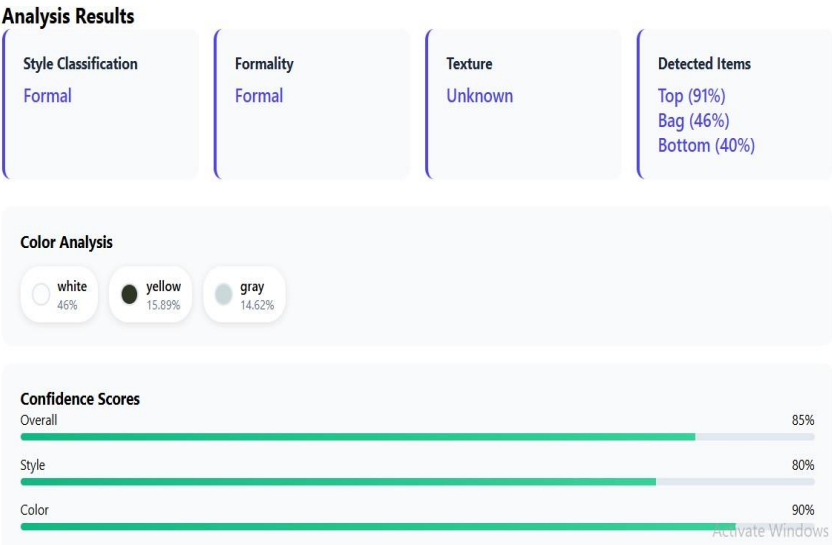 Analysis Results
Style Classification
Formal
Formality
Formal
Texture
Unknown
Detected Items
Top (91%)
Bag (46%)
Bottom (40%)
Color Analysis
white
46%
yellow
15.89%
gray
14.62%
Confidence Scores
Overall 85%
Style 80%
Color 90%
Activate Windows